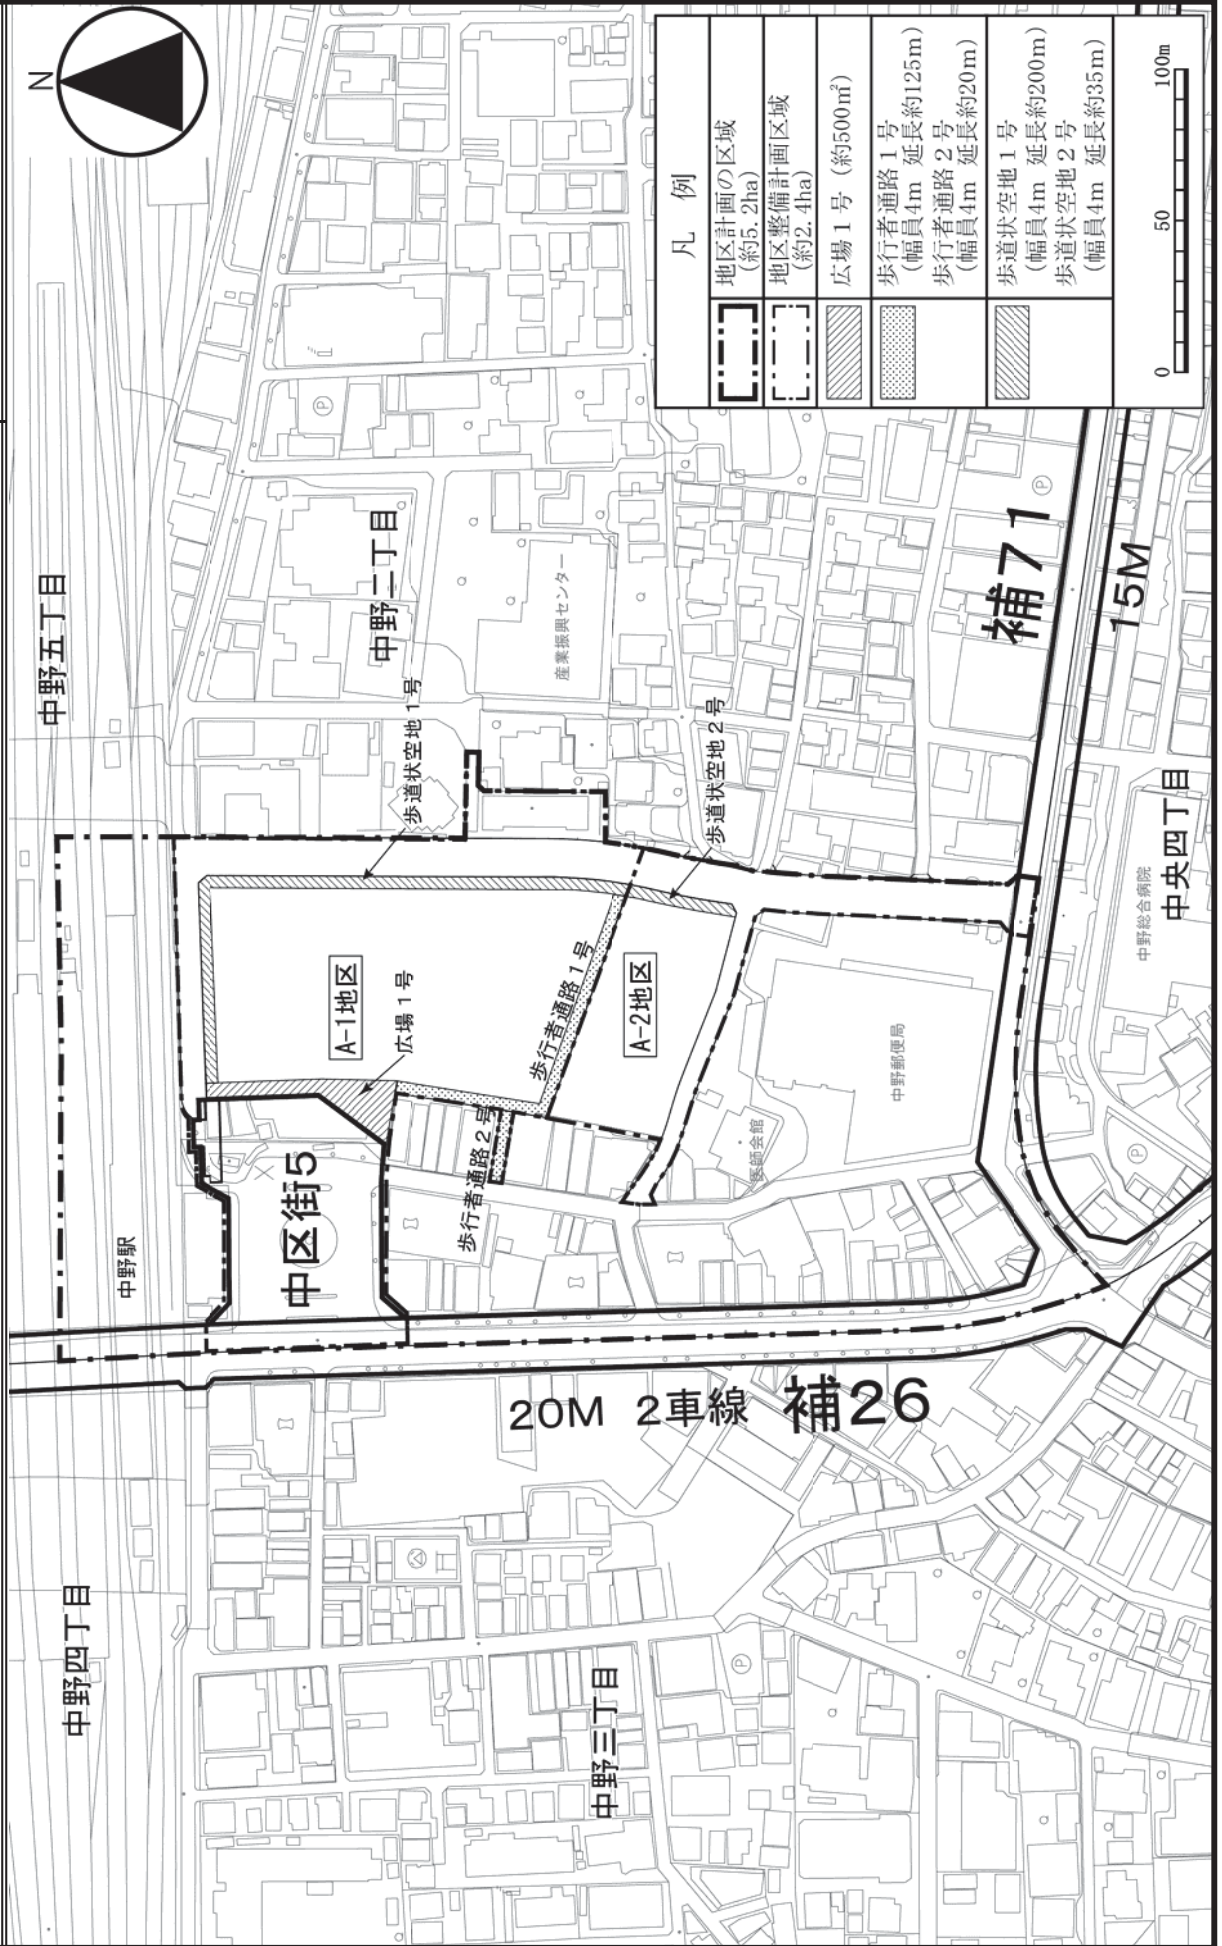 N
凡 例
地区計画の区域
(約5.2ha)
地区整備計画区域
(約2.4ha)
広場1号 (約500㎡)
歩行者通路1号
(幅員4m 延長約125m)
歩行者通路2号
(幅員4m 延長約20m)
歩道状空地1号
(幅員4m 延長約200m)
歩道状空地2号
(幅員4m 延長約35m)
0 50 100m
中野四丁目
中野五丁目
中野駅
中野二丁目
中区街5
A-1地区
広場1号
歩道状空地1号
歩行者通路2号
歩行者通路1号
産業振興センター
A-2地区
歩道状空地2号
中野三丁目
20M 2車線 補26
医師会館
中野郵便局
補71
15M
中野総合病院
中央四丁目
P
P
P
P